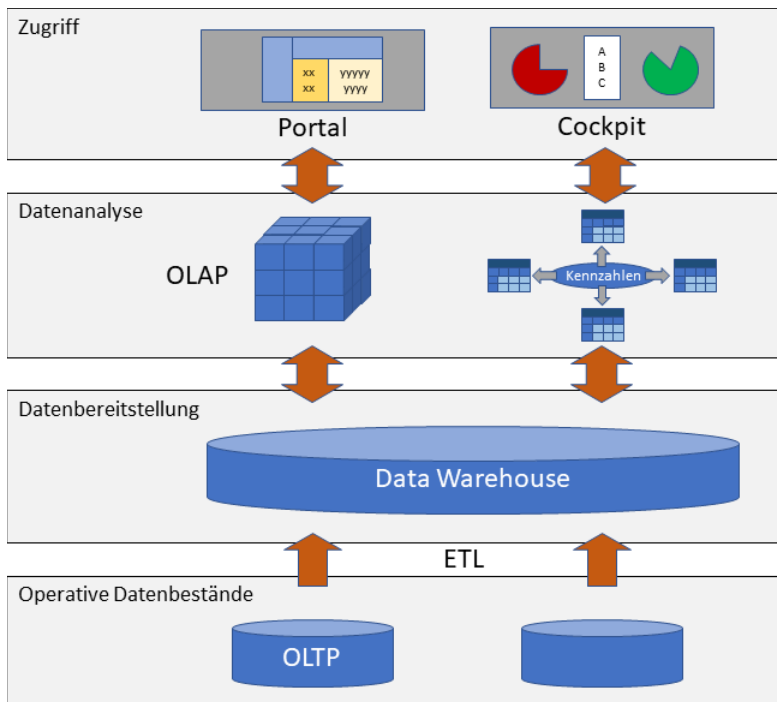 Zugriff
xx
xx
yyyyy
yyyy
A
B
C
Portal
Cockpit
Datenanalyse
OLAP
Kennzahlen
Datenbereitstellung
Data Warehouse
ETL
Operative Datenbestände
OLTP